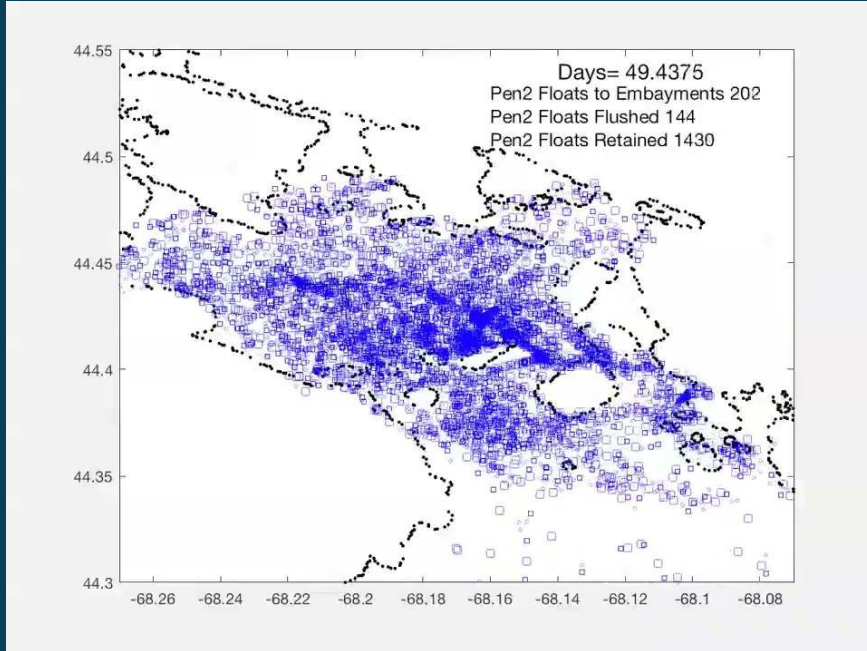 44.55
Days= 49.4375
Pen2 Floats to Embayments 202
Pen2 Floats Flushed 144
Pen2 Floats Retained 1430
44.5
44.45
44.4
44.35
44.3
-68.26 -68.24 -68.22 -68.2 -68.18 -68.16 -68.14 -68.12 -68.1 -68.08